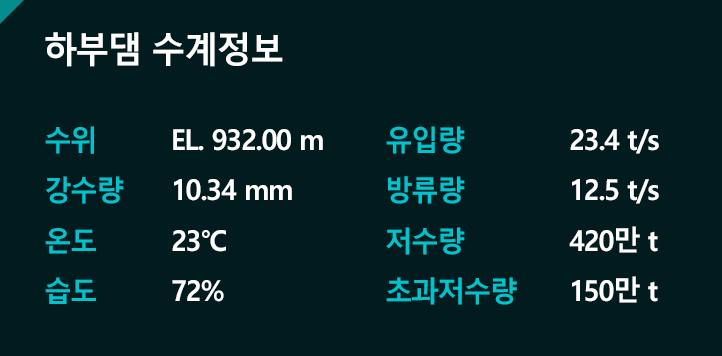 하부댐 수계정보
수위 EL. 932.00 m 유입량 23.4 t/s
강수량 10.34 mm 방류량 12.5 t/s
온도 23℃ 저수량 420만 t
습도 72% 초과저수량 150만 t